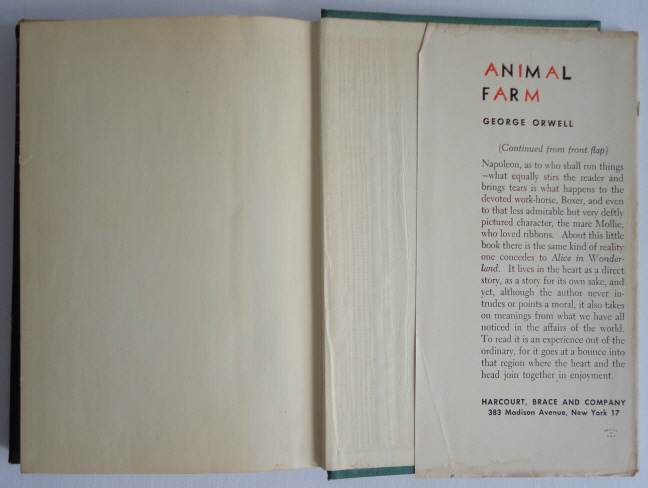 ANIMAL
FARM
GEORGE ORWELL
(Continued from front flap)
Napoleon, as to who shall run things
—what equally stirs the reader and
brings tears is what happens to the
devoted work-horse, Boxer, and even
to that less admirable but very deftly
pictured character, the mare Mollie,
who loved ribbons. About this little
book there is the same kind of reality
one concedes to Alice in Wonder-
land. It lives in the heart as a direct
story, as a story for its own sake, and
yet, although the author never in-
trudes or points a moral, it also takes
on meanings from what we have all
noticed in the affairs of the world.
To read it is an experience out of the
ordinary, for it goes at a bounce into
that region where the heart and the
head join together in enjoyment.
HARCOURT, BRACE AND COMPANY
383 Madison Avenue, New York 17